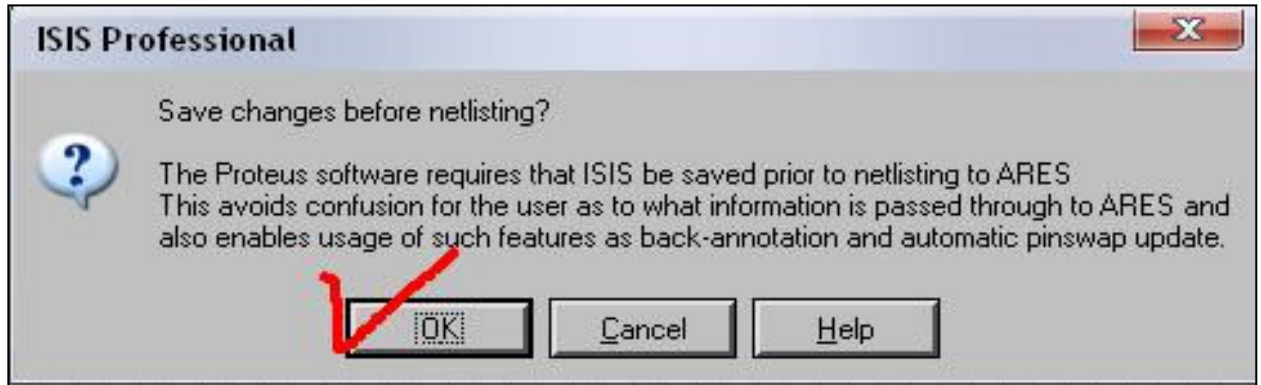 ISIS Professional
Save changes before netlisting?
The Proteus software requires that ISIS be saved prior to netlisting to ARES
This avoids confusion for the user as to what information is passed through to ARES and
also enables usage of such features as back-annotation and automatic pinswap update.
OK Cancel Help